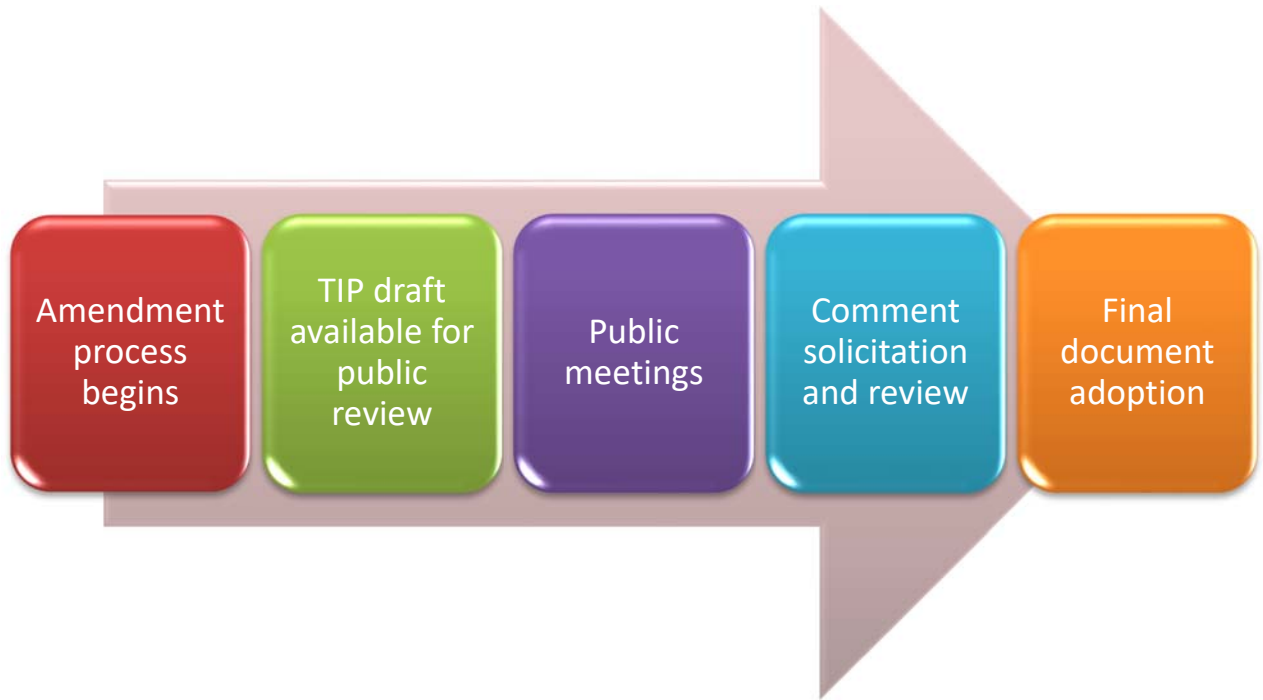 Amendment
process
begins
TIP draft
available for
public
review
Public
meetings
Comment
solicitation
and review
Final
document
adoption